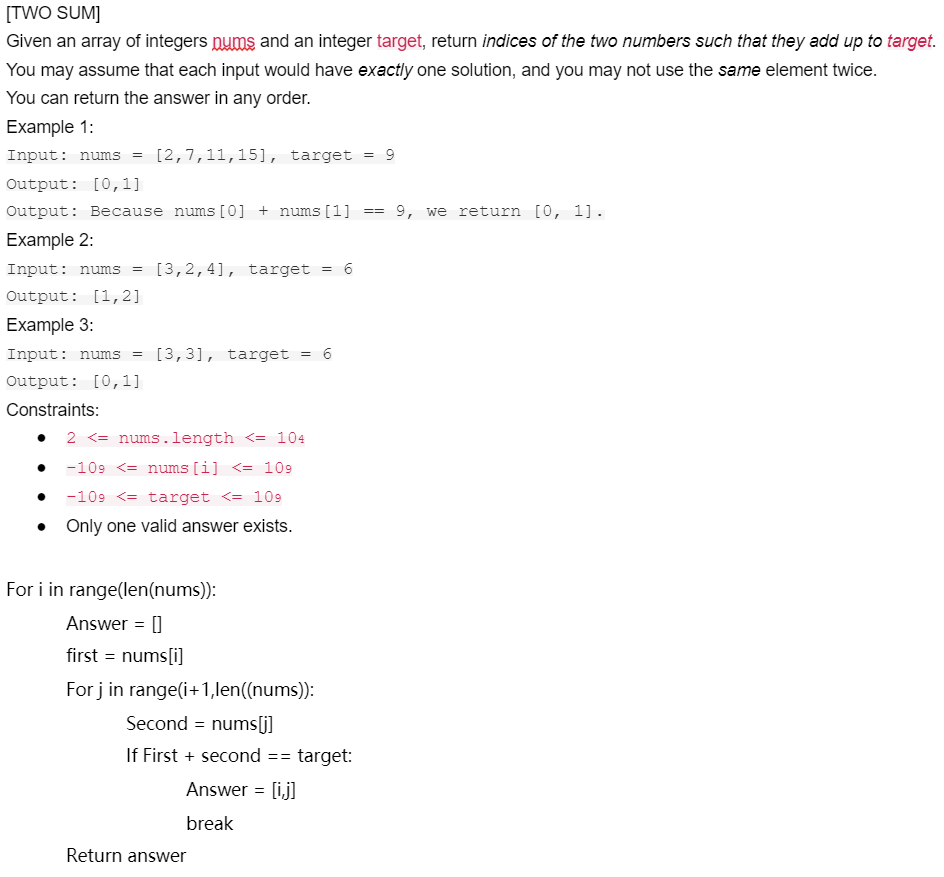 [TWO SUM]
Given an array of integers nums and an integer target, return indices of the two numbers such that they add up to target.
You may assume that each input would have exactly one solution, and you may not use the same element twice.
You can return the answer in any order.
Example 1:
Input: nums = [2,7,11,15], target = 9
Output: [0,1]
Output: Because nums[0] + nums[1] == 9, we return [0, 1].
Example 2:
Input: nums = [3,2,4], target = 6
Output: [1,2]
Example 3:
Input: nums = [3,3], target = 6
Output: [0,1]
Constraints:
● 2 <= nums.length <= 104
● -109 <= nums[i] <= 109
● -109 <= target <= 109
● Only one valid answer exists.
For i in range(len(nums)):
Answer = []
first = nums[i]
For j in range(i+1,len((nums)):
Second = nums[j]
If First + second == target:
Answer = [i,j]
break
Return answer